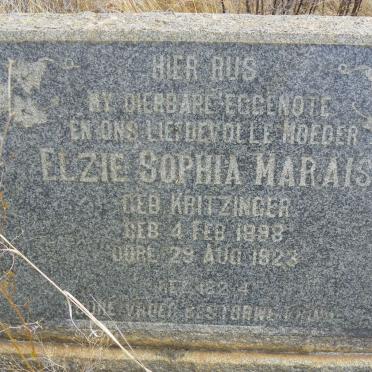 HIER RUS
MY DIERBARE EGGENOTE
EN ONS LIEFDEVOLLE MOEDER
ELZIE SOPHIA MARAIS
GEB KRITZINGER
GEB 4 FEB 1898
OORL 29 AUG 1923
GEZ